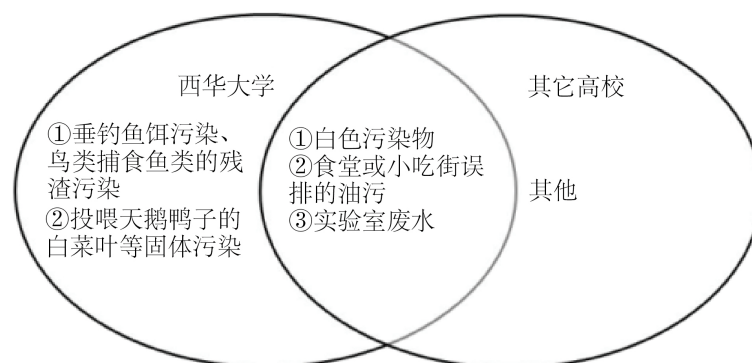 西华大学
①垂钓鱼饵污染、
鸟类捕食鱼类的残
渣污染
②投喂天鹅鸭子的
白菜叶等固体污染
①白色污染物
②食堂或小吃街误
排的油污
③实验室废水
其它高校
其他